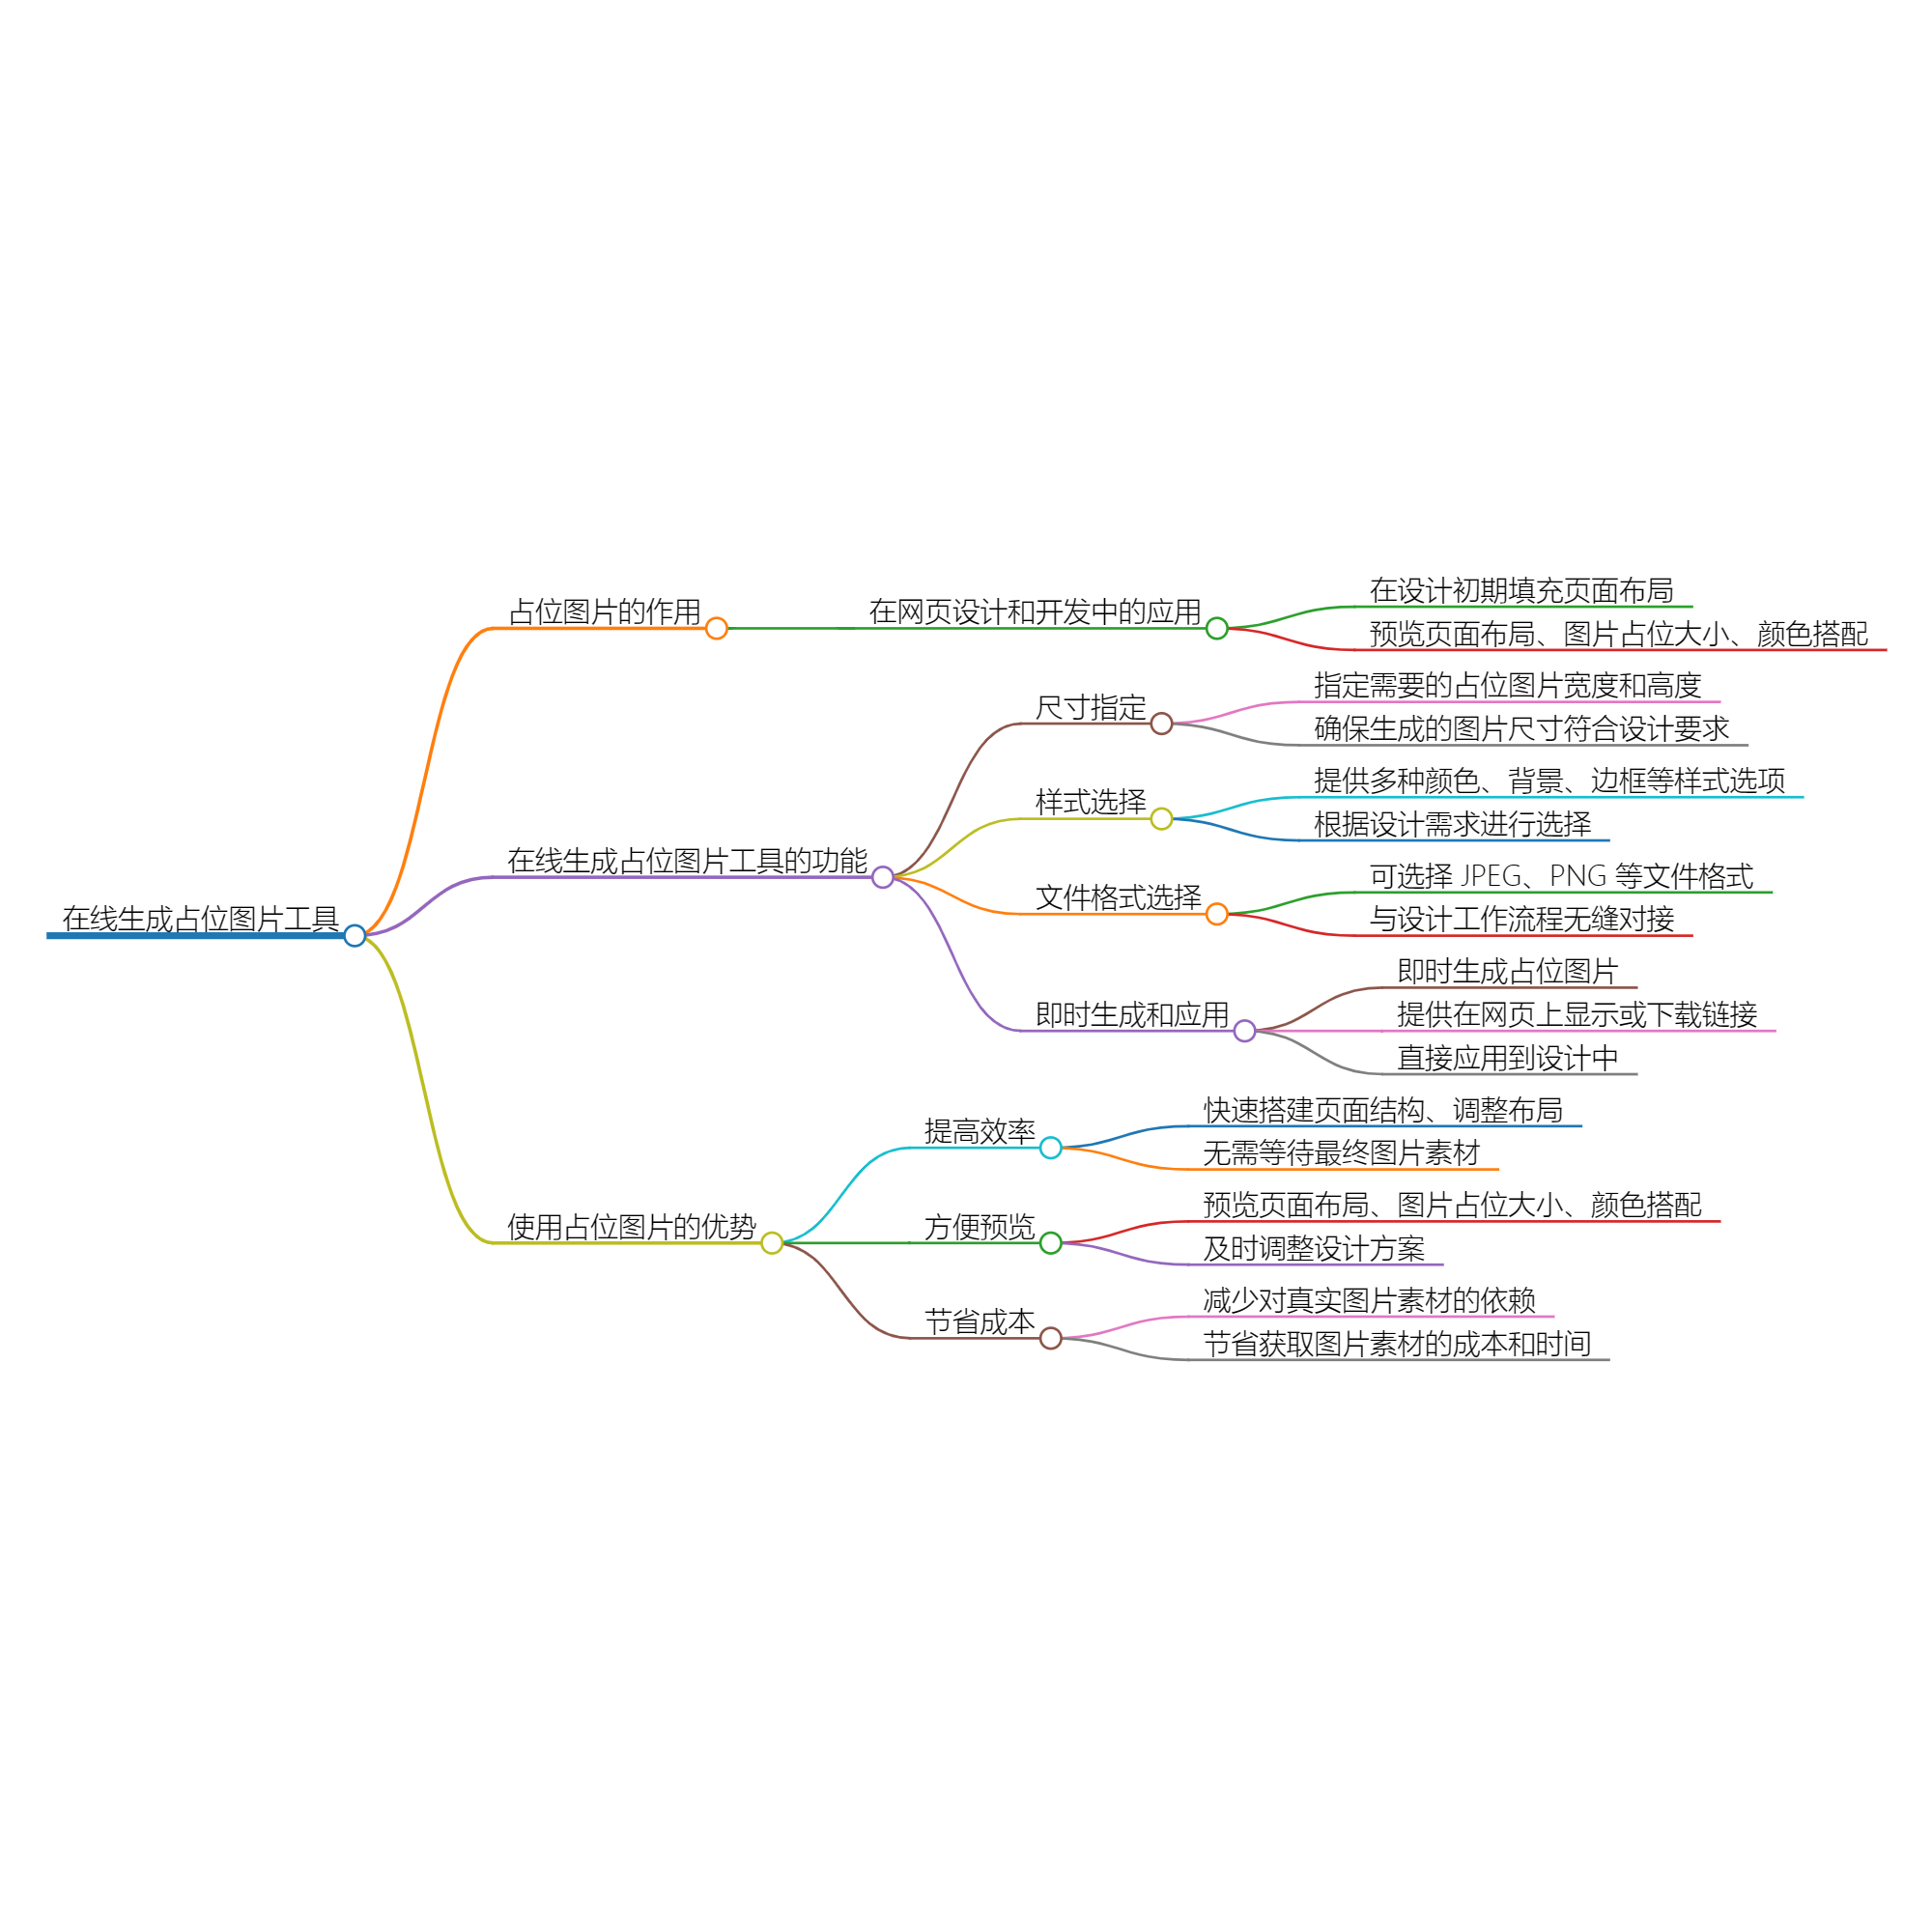 在线生成占位图片工具
占位图片的作用
在网页设计和开发中的应用
在设计初期填充页面布局
预览页面布局、图片占位大小、颜色搭配
在线生成占位图片工具的功能
尺寸指定
指定需要的占位图片宽度和高度
确保生成的图片尺寸符合设计要求
样式选择
提供多种颜色、背景、边框等样式选项
根据设计需求进行选择
文件格式选择
可选择 JPEG、PNG 等文件格式
与设计工作流程无缝对接
即时生成和应用
即时生成占位图片
提供在网页上显示或下载链接
直接应用到设计中
使用占位图片的优势
提高效率
快速搭建页面结构、调整布局
无需等待最终图片素材
方便预览
预览页面布局、图片占位大小、颜色搭配
及时调整设计方案
节省成本
减少对真实图片素材的依赖
节省获取图片素材的成本和时间